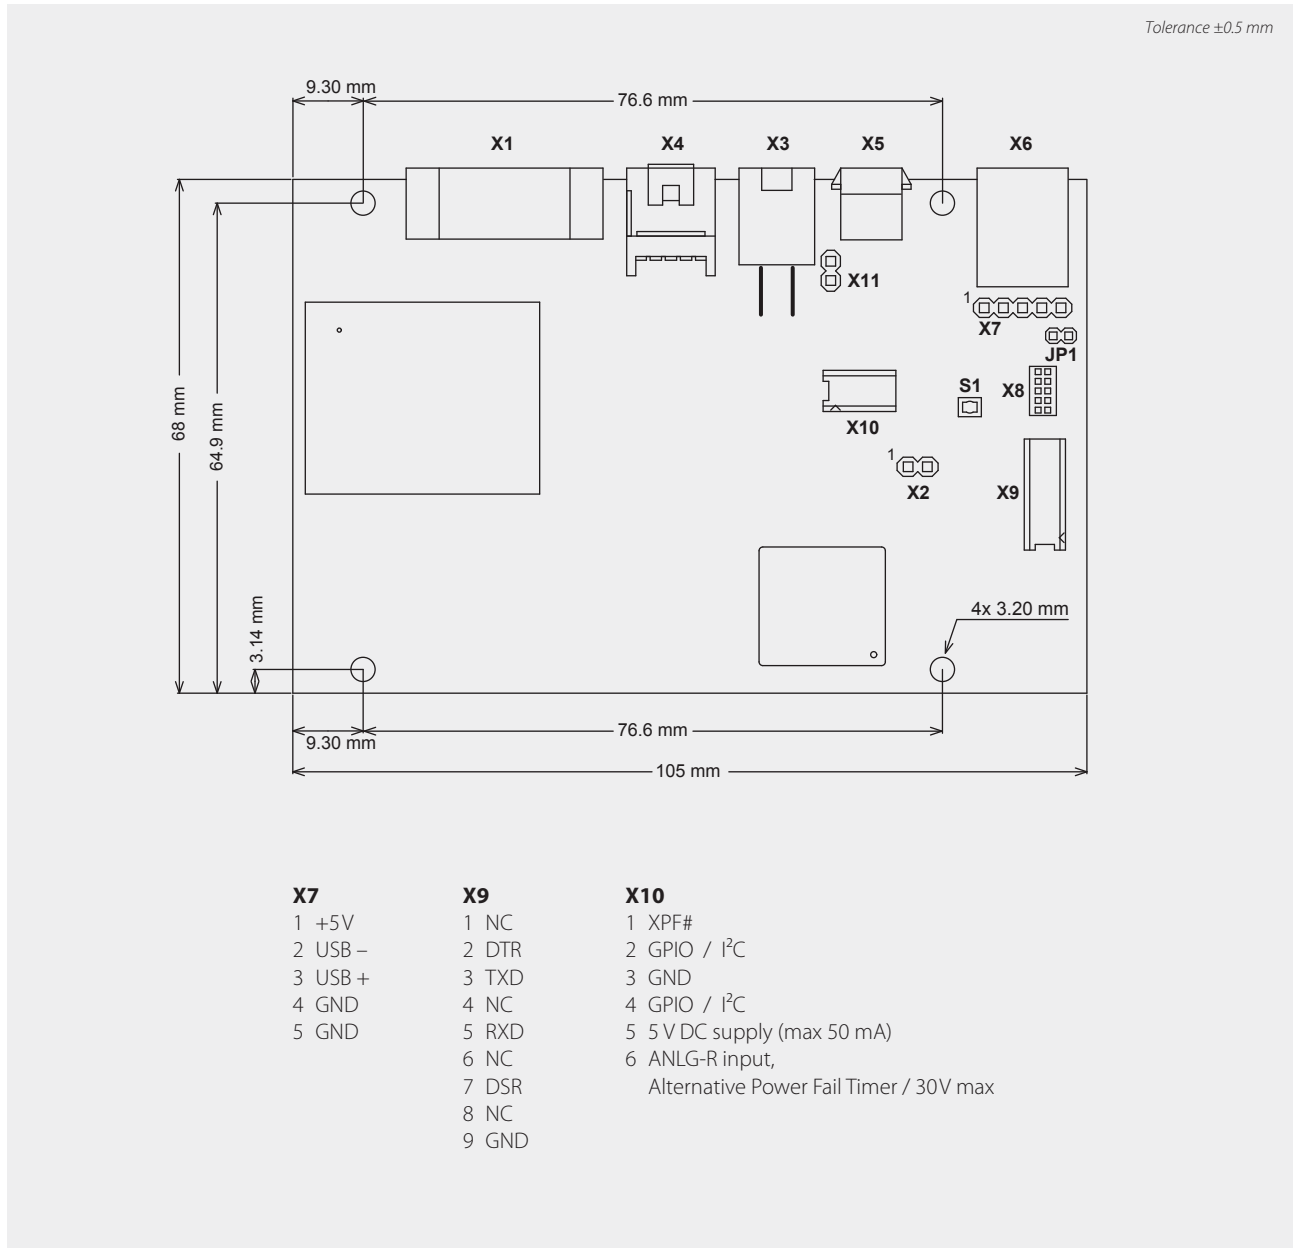 Tolerance ±0.5 mm
9.30 mm
76.6 mm
X1
X4
X3
X5
X6
X11
1
X7
JP1
S1
X8
X10
1
X2
X9
68 mm
64.9 mm
3.14 mm
4x 3.20 mm
9.30 mm
76.6 mm
105 mm
X7
1 +5V
2 USB –
3 USB +
4 GND
5 GND
X9
1 NC
2 DTR
3 TXD
4 NC
5 RXD
6 NC
7 DSR
8 NC
9 GND
X10
1 XPF#
2 GPIO / I²C
3 GND
4 GPIO / I²C
5 5 V DC supply (max 50 mA)
6 ANLG-R input,
Alternative Power Fail Timer / 30V max